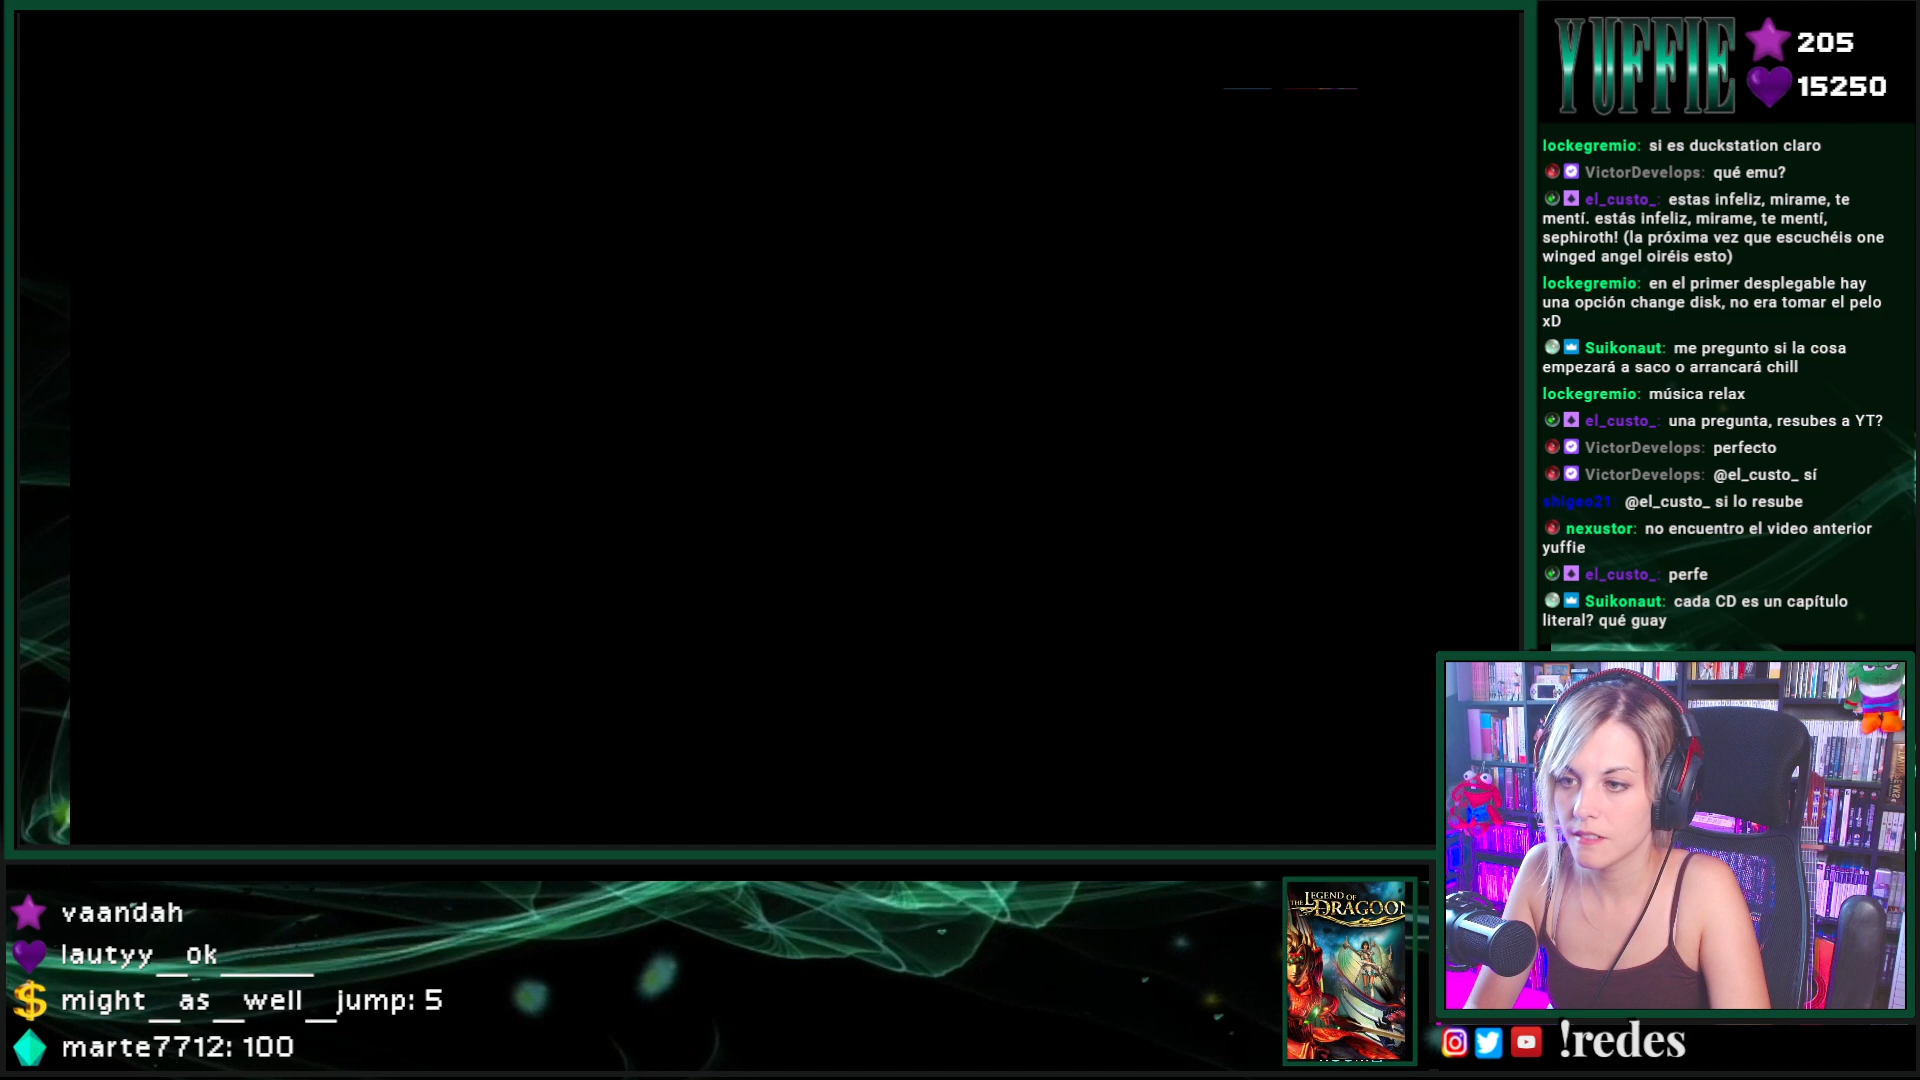 YUFFIE
205
15250
lockegremio: si es duckstation claro
VictorDevelops: qué emu?
el_custo_: estas infeliz, mirame, te
mentí. estás infeliz, mirame, te mentí,
sephiroth! (la próxima vez que escuchéis one
winged angel oiréis esto)
lockegremio: en el primer desplegable hay
una opción change disk, no era tomar el pelo
xD
Suikonaut: me pregunto si la cosa
empezará a saco o arrancará chill
lockegremio: música relax
el_custo_: una pregunta, resubes a YT?
VictorDevelops: perfecto
VictorDevelops: @el_custo_ sí
shigeo21: @el_custo_ si lo resube
nexustor: no encuentro el video anterior
yuffie
el_custo_: perfe
Suikonaut: cada CD es un capítulo
literal? qué guay
vaandah
lautyy__ok______
might__as__well__jump: 5
marte7712: 100
THE LEGEND OF
DRAGOON
!redes